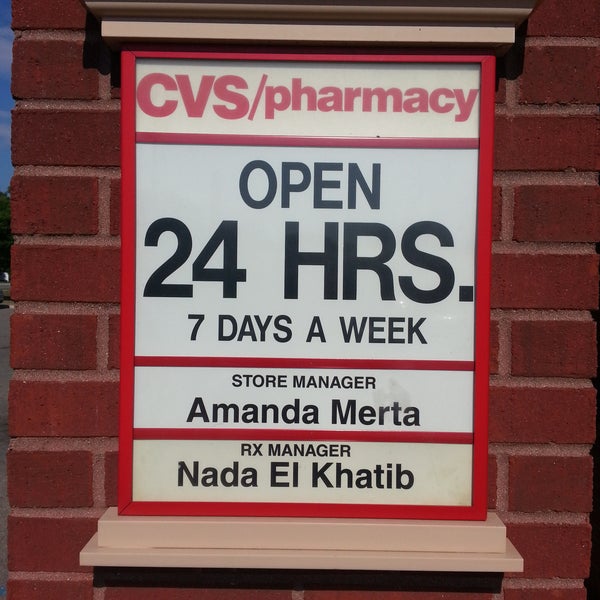 CVS/pharmacy
OPEN
24 HRS.
7 DAYS A WEEK
STORE MANAGER
Amanda Merta
RX MANAGER
Nada El Khatib